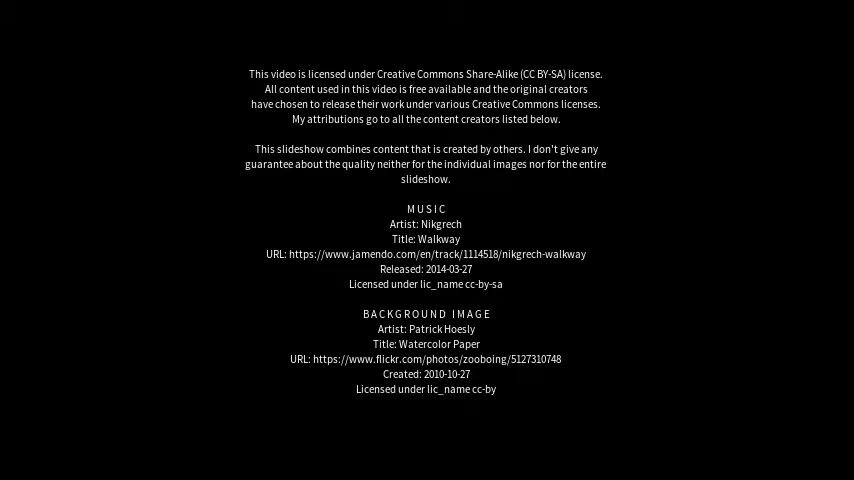 This video is licensed under Creative Commons Share-Alike (CC BY-SA) license.
All content used in this video is free available and the original creators
have chosen to release their work under various Creative Commons licenses.
My attributions go to all the content creators listed below.
This slideshow combines content that is created by others. I don't give any
guarantee about the quality neither for the individual images nor for the entire
slideshow.
MUSIC
Artist: Nikgrech
Title: Walkway
URL: https://www.jamendo.com/en/track/1114518/nikgrech-walkway
Released: 2014-03-27
Licensed under lic_name cc-by-sa
BACKGROUND IMAGE
Artist: Patrick Hoesly
Title: Watercolor Paper
URL: https://www.flickr.com/photos/zooboing/5127310748
Created: 2010-10-27
Licensed under lic_name cc-by